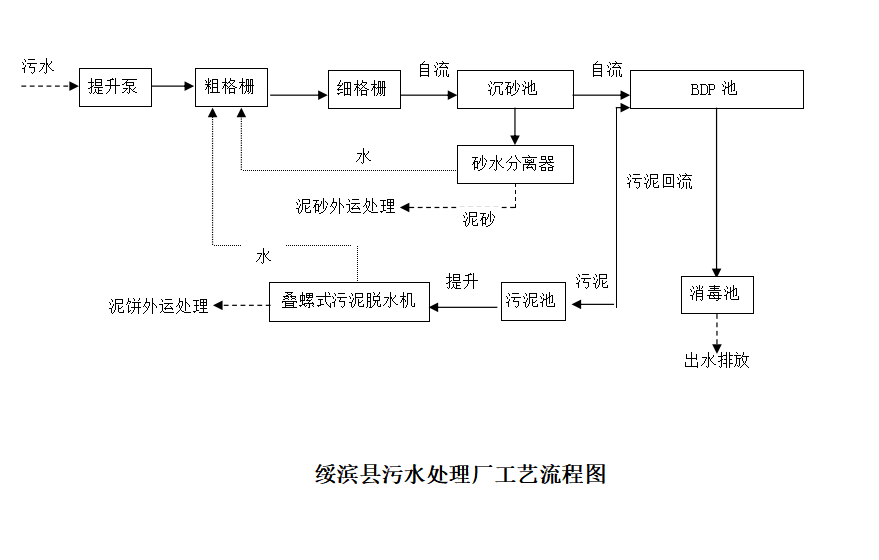 污水
自流
自流
提升泵
粗格栅
细格栅
沉砂池
BDP 池
水
砂水分离器
污泥回流
泥砂外运处理
泥砂
水
提升
污泥
泥饼外运处理
叠螺式污泥脱水机
污泥池
消毒池
出水排放
绥滨县污水处理厂工艺流程图